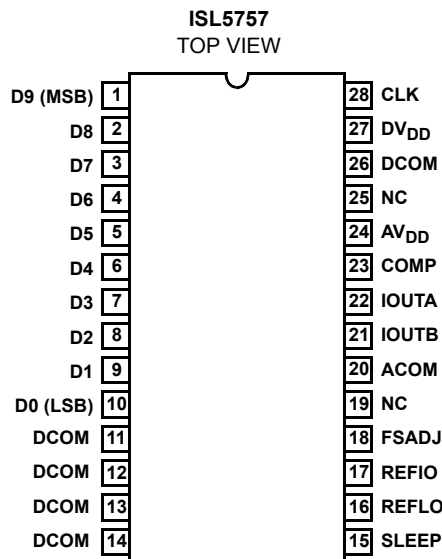 ISL5757
TOP VIEW
D9 (MSB) 1 28 CLK
D8 2 27 DVDD
D7 3 26 DCOM
D6 4 25 NC
D5 5 24 AVDD
D4 6 23 COMP
D3 7 22 IOUTA
D2 8 21 IOUTB
D1 9 20 ACOM
D0 (LSB) 10 19 NC
DCOM 11 18 FSADJ
DCOM 12 17 REFIO
DCOM 13 16 REFLO
DCOM 14 15 SLEEP